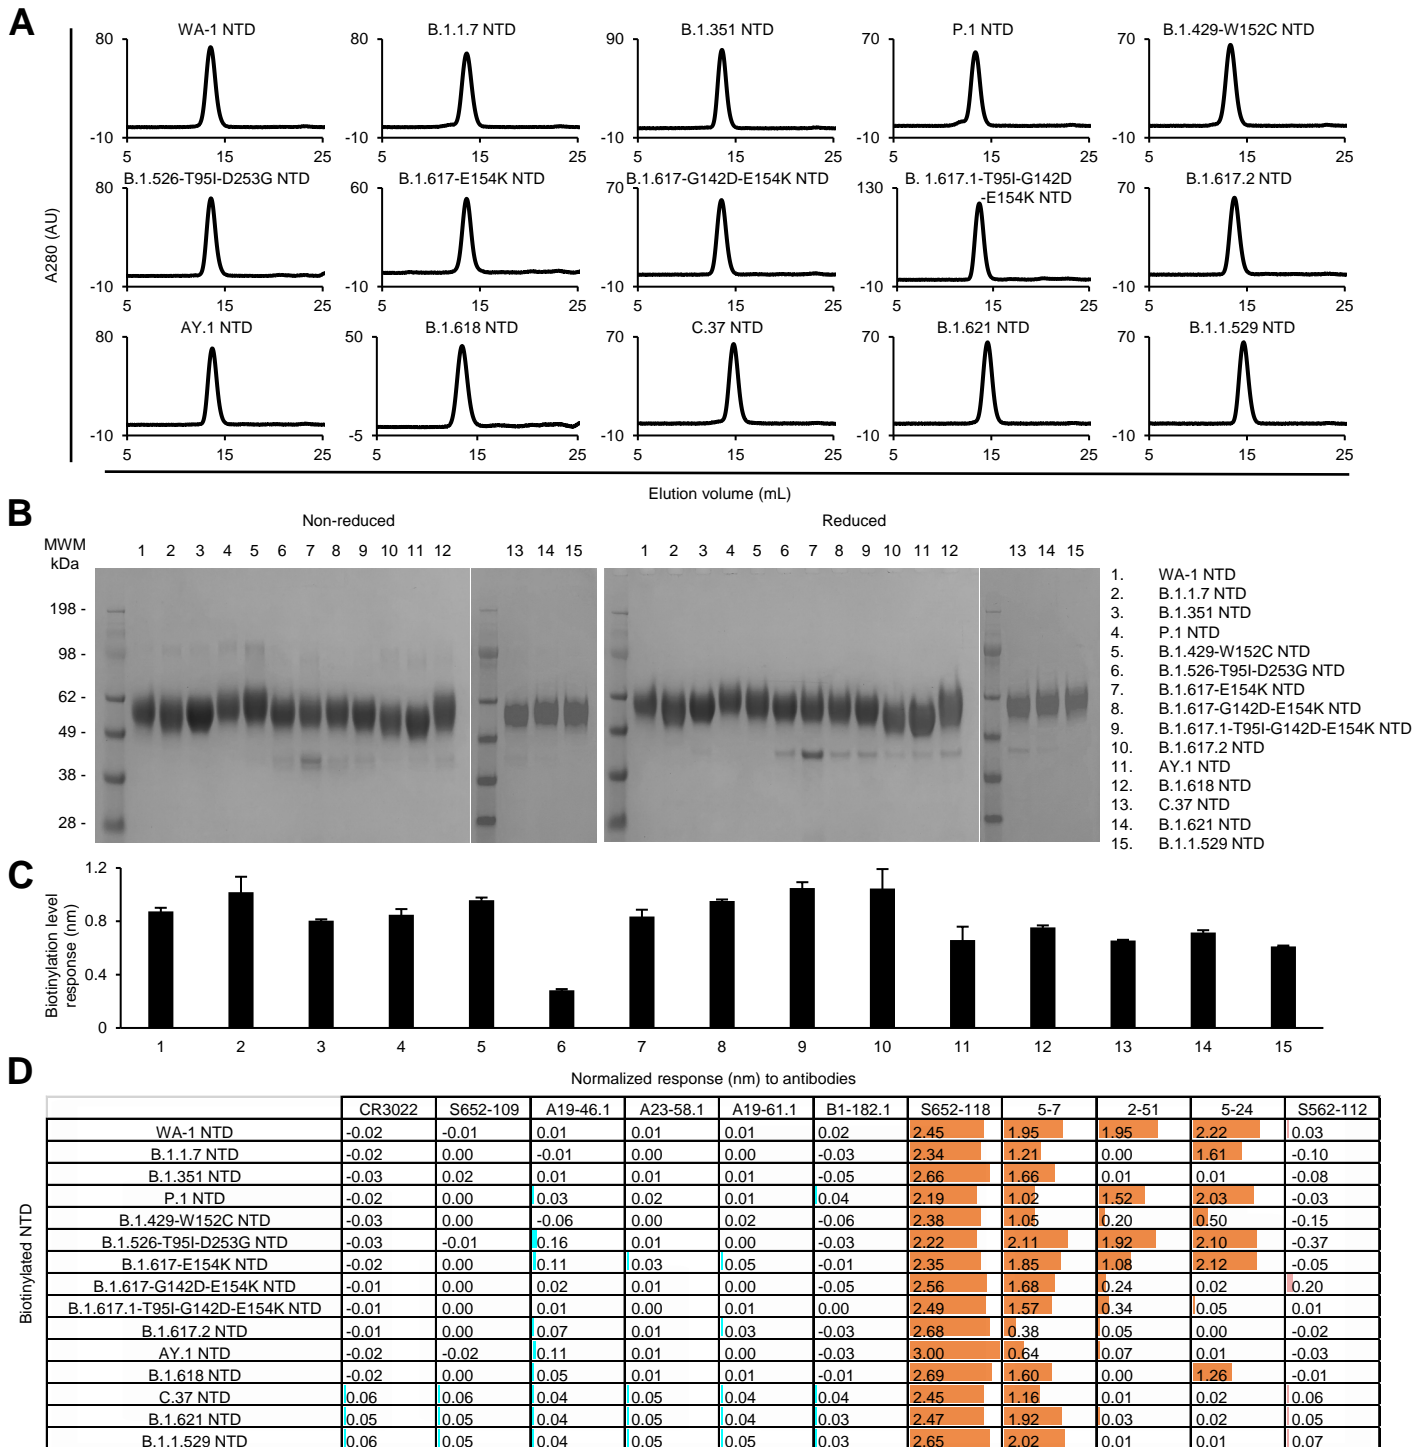 A
WA-1 NTD
B.1.1.7 NTD
B.1.351 NTD
P.1 NTD
B.1.429-W152C NTD
80 80 90 70 70
-10 -10 -10 -10 -10
5 15 25 5 15 25 5 15 25 5 15 25 5 15 25
B.1.526-T95I-D253G NTD
B.1.617-E154K NTD
B.1.617-G142D-E154K NTD
B. 1.617.1-T95I-G142D
-E154K NTD
B.1.617.2 NTD
80 60 70 130 70
-10 -10 -10 -10 -10
5 15 25 5 15 25 5 15 25 5 15 25 5 15 25
AY.1 NTD
B.1.618 NTD
C.37 NTD
B.1.621 NTD
B.1.1.529 NTD
80 50 70 70 70
-10 -5 -10 -10 -10
5 15 25 5 15 25 5 15 25 5 15 25 5 15 25
A280 (AU)
Elution volume (mL)
B
Non-reduced
Reduced
MWM
kDa
1 2 3 4 5 6 7 8 9 10 11 12 13 14 15
1 2 3 4 5 6 7 8 9 10 11 12 13 14 15
198 -
98 -
62 -
49 -
38 -
28 -
1. WA-1 NTD
2. B.1.1.7 NTD
3. B.1.351 NTD
4. P.1 NTD
5. B.1.429-W152C NTD
6. B.1.526-T95I-D253G NTD
7. B.1.617-E154K NTD
8. B.1.617-G142D-E154K NTD
9. B.1.617.1-T95I-G142D-E154K NTD
10. B.1.617.2 NTD
11. AY.1 NTD
12. B.1.618 NTD
13. C.37 NTD
14. B.1.621 NTD
15. B.1.1.529 NTD
C
Biotinylation level
response (nm)
1.2
0.8
0.4
0
1 2 3 4 5 6 7 8 9 10 11 12 13 14 15
D
Normalized response (nm) to antibodies
Biotinylated NTD
CR3022 S652-109 A19-46.1 A23-58.1 A19-61.1 B1-182.1 S652-118 5-7 2-51 5-24 S562-112
WA-1 NTD -0.02 -0.01 0.01 0.01 0.01 0.02 2.45 1.95 1.95 2.22 0.03
B.1.1.7 NTD -0.02 0.00 -0.01 0.00 0.00 -0.03 2.34 1.21 0.00 1.61 -0.10
B.1.351 NTD -0.03 0.02 0.01 0.01 0.01 -0.05 2.66 1.66 0.01 0.01 -0.08
P.1 NTD -0.02 0.00 0.03 0.02 0.01 0.04 2.19 1.02 1.52 2.03 -0.03
B.1.429-W152C NTD -0.03 0.00 -0.06 0.00 0.02 -0.06 2.38 1.05 0.20 0.50 -0.15
B.1.526-T95I-D253G NTD -0.03 -0.01 0.16 0.01 0.00 -0.03 2.22 2.11 1.92 2.10 -0.37
B.1.617-E154K NTD -0.02 0.00 0.11 0.03 0.05 -0.01 2.35 1.85 1.08 2.12 -0.05
B.1.617-G142D-E154K NTD -0.01 0.00 0.02 0.01 0.00 -0.05 2.56 1.68 0.24 0.02 0.20
B.1.617.1-T95I-G142D-E154K NTD -0.01 0.00 0.01 0.00 0.01 0.00 2.49 1.57 0.34 0.05 0.01
B.1.617.2 NTD -0.01 0.00 0.07 0.01 0.03 -0.03 2.68 0.38 0.05 0.00 -0.02
AY.1 NTD -0.02 -0.02 0.11 0.01 0.00 -0.03 3.00 0.64 0.07 0.01 -0.03
B.1.618 NTD -0.02 0.00 0.05 0.01 0.01 -0.01 2.69 1.60 0.00 1.26 -0.01
C.37 NTD 0.06 0.06 0.04 0.05 0.04 0.04 2.45 1.16 0.01 0.02 0.06
B.1.621 NTD 0.05 0.05 0.04 0.05 0.04 0.03 2.47 1.92 0.03 0.02 0.05
B.1.1.529 NTD 0.06 0.05 0.04 0.05 0.05 0.03 2.65 2.02 0.01 0.01 0.07